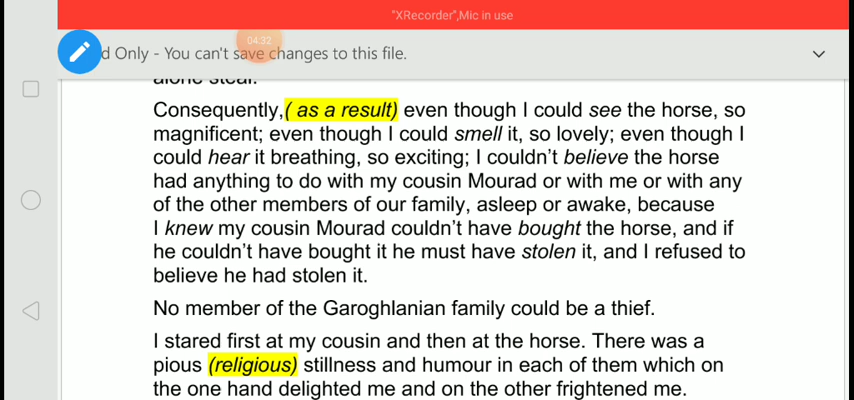 "XRecorder",Mic in use
04:32
d Only - You can't save changes to this file.
alone steal.
Consequently,( as a result) even though I could see the horse, so
magnificent; even though I could smell it, so lovely; even though I
could hear it breathing, so exciting; I couldn't believe the horse
had anything to do with my cousin Mourad or with me or with any
of the other members of our family, asleep or awake, because
I knew my cousin Mourad couldn't have bought the horse, and if
he couldn't have bought it he must have stolen it, and I refused to
believe he had stolen it.
No member of the Garoghlanian family could be a thief.
I stared first at my cousin and then at the horse. There was a
pious (religious) stillness and humour in each of them which on
the one hand delighted me and on the other frightened me.